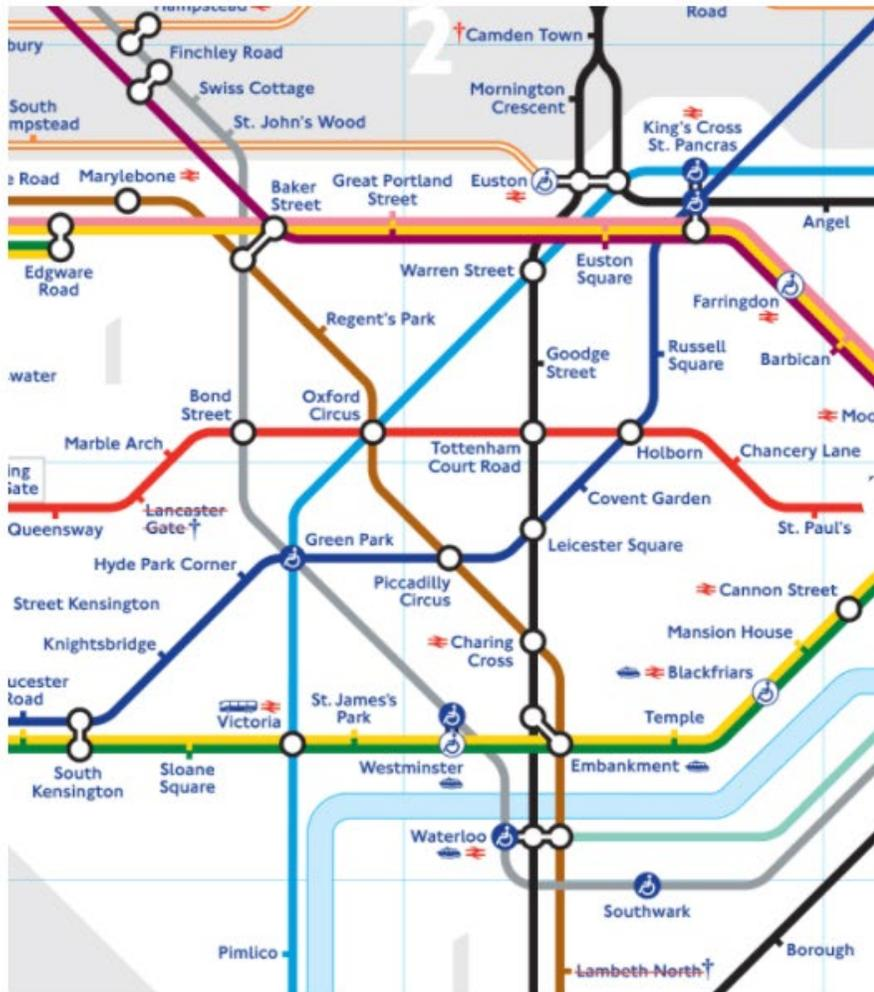 Hampstead
Road
bury
Finchley Road
2
†Camden Town
Swiss Cottage
Mornington
Crescent
South
mpstead
St. John's Wood
King's Cross
St. Pancras
e Road
Marylebone
Baker
Street
Great Portland
Street
Euston
Angel
Edgware
Road
Warren Street
Euston
Square
Farringdon
Regent's Park
Barbican
Goodge
Street
Russell
Square
water
Bond
Street
Oxford
Circus
Moo
Marble Arch
Tottenham
Court Road
Holborn
Chancery Lane
ing
Gate
Queensway
Lancaster
Gate†
Covent Garden
St. Paul's
Hyde Park Corner
Green Park
Leicester Square
Piccadilly
Circus
Cannon Street
Street Kensington
Mansion House
Knightsbridge
Charing
Cross
Blackfriars
ucester
Road
Victoria
St. James's
Park
Temple
South
Kensington
Sloane
Square
Westminster
Embankment
Waterloo
Southwark
Pimlico
Lambeth North†
Borough